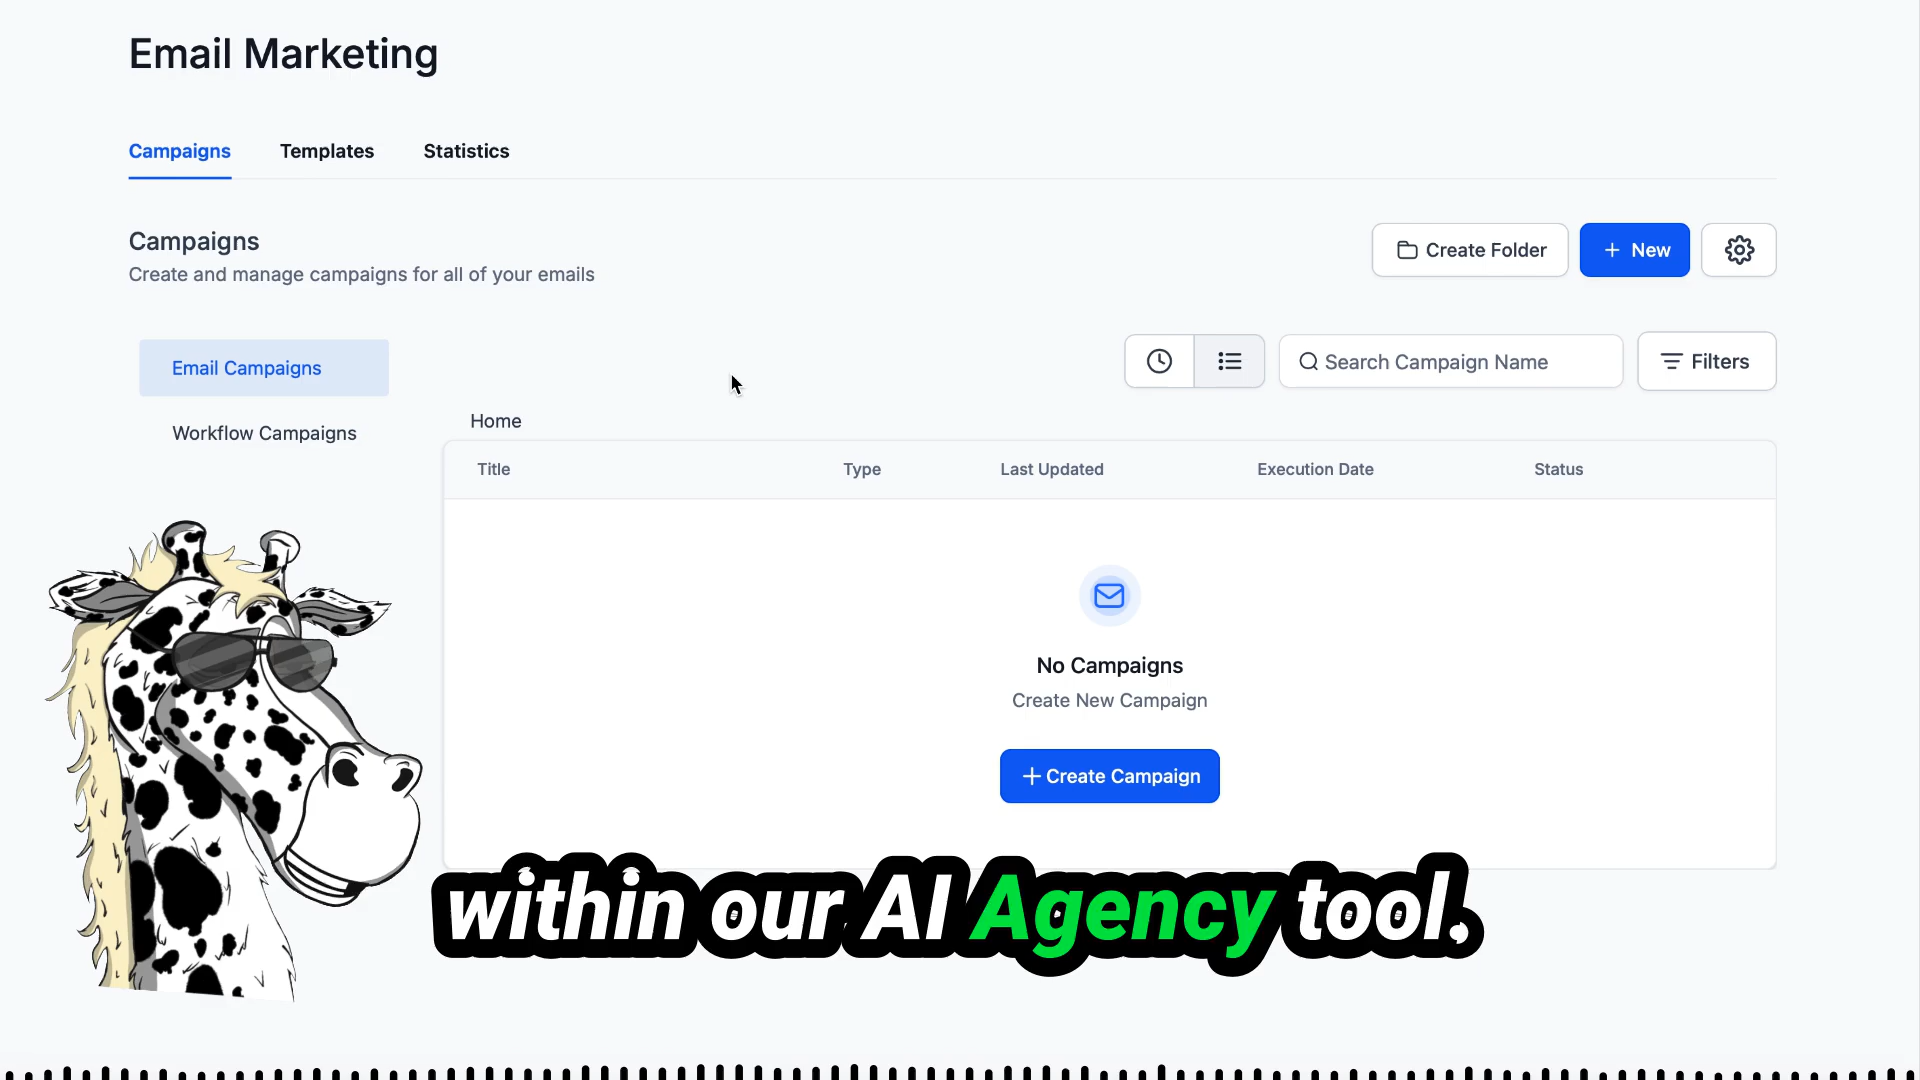 Email Marketing
Campaigns
Templates
Statistics
Campaigns
Create and manage campaigns for all of your emails
Create Folder
+ New
Email Campaigns
Workflow Campaigns
Search Campaign Name
Filters
Home
Title
Type
Last Updated
Execution Date
Status
No Campaigns
Create New Campaign
+ Create Campaign
within our AI Agency tool.